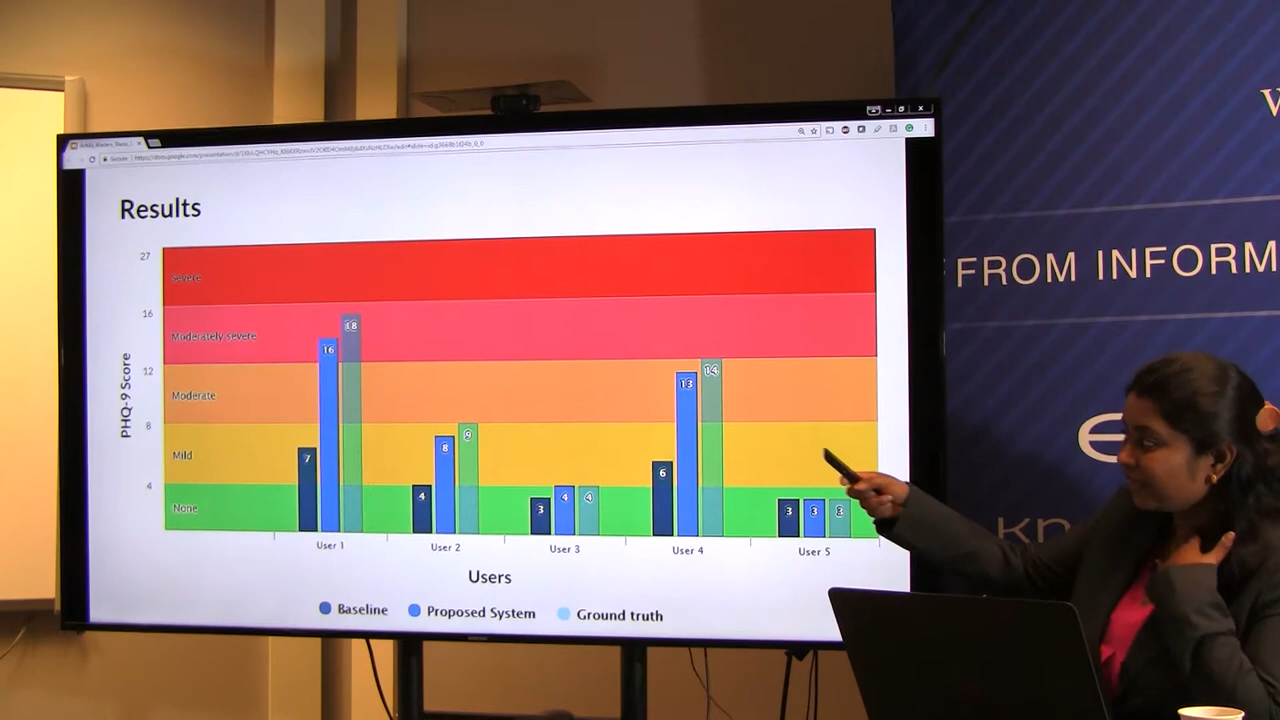 Secure
Results
27
Severe
16
Moderately severe
18
16
12
Moderate
14
13
PHQ-9 Score
8
Mild
7
4
8
9
6
4
None
3
4
4
3
3
3
User 1
User 2
User 3
User 4
User 5
Users
Baseline
Proposed System
Ground truth
FROM INFORM